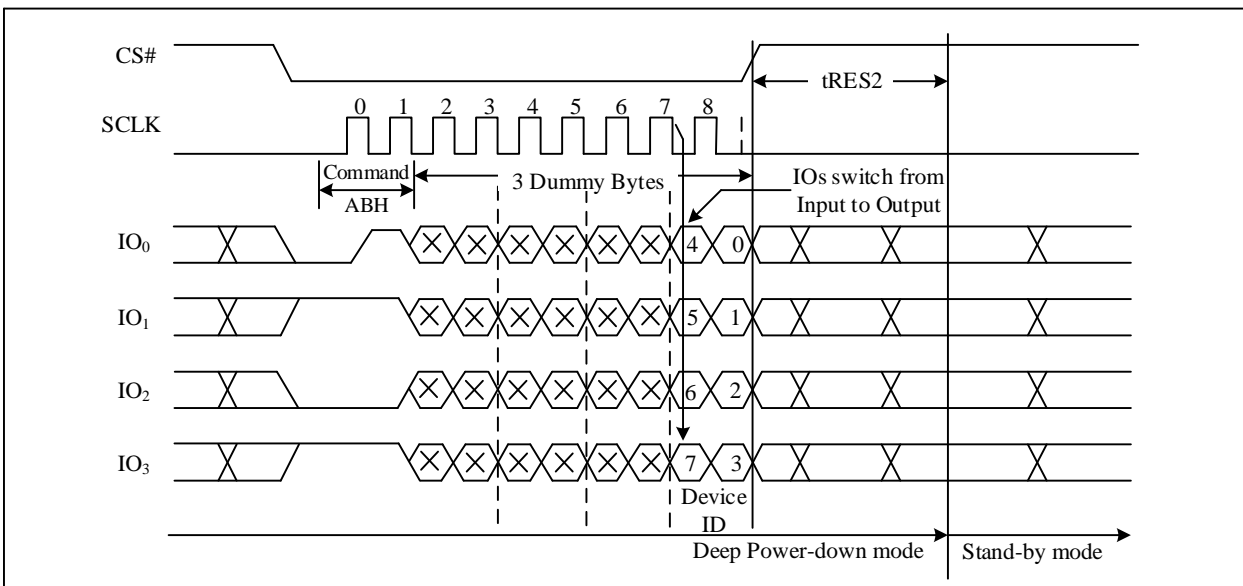 CS#
tRES2
0 1 2 3 4 5 6 7 8
SCLK
Command
ABH
3 Dummy Bytes
IOs switch from
Input to Output
IO0 4 0
IO1 5 1
IO2 6 2
IO3 7 3
Device
ID
Deep Power-down mode Stand-by mode